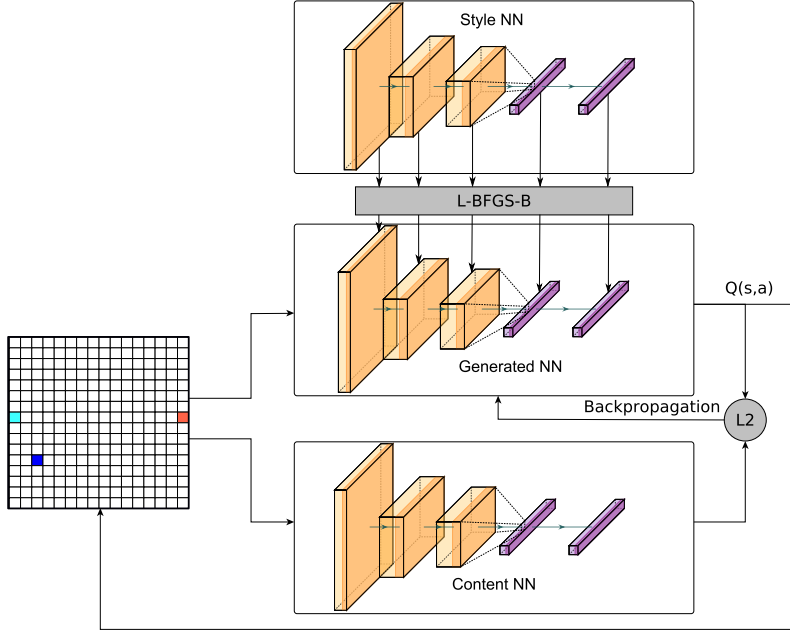 Style NN
L-BFGS-B
Q(s,a)
Generated NN
Backpropagation
L2
Content NN